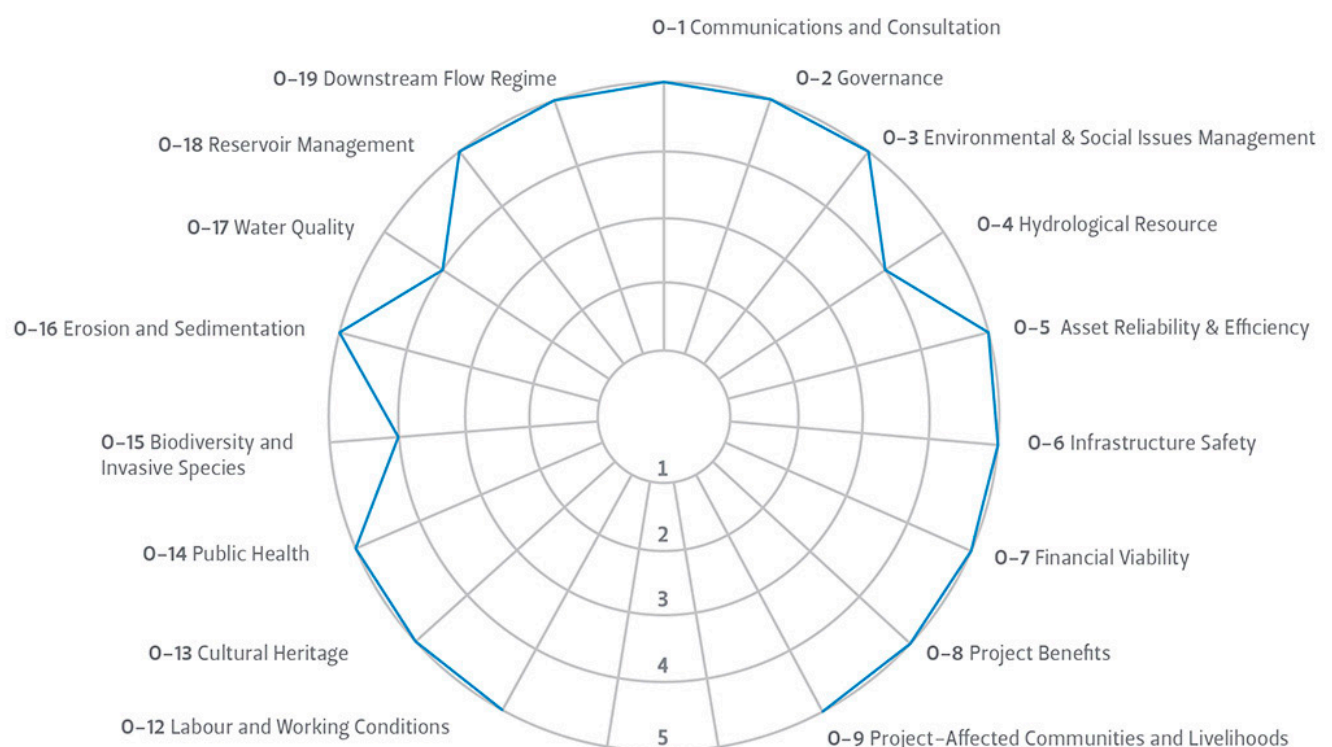 O–1 Communications and Consultation
O–2 Governance
O–3 Environmental & Social Issues Management
O–4 Hydrological Resource
O–5 Asset Reliability & Efficiency
O–6 Infrastructure Safety
O–7 Financial Viability
O–8 Project Benefits
O–9 Project–Affected Communities and Livelihoods
O–12 Labour and Working Conditions
O–13 Cultural Heritage
O–14 Public Health
O–15 Biodiversity and
Invasive Species
O–16 Erosion and Sedimentation
O–17 Water Quality
O–18 Reservoir Management
O–19 Downstream Flow Regime
1
2
3
4
5